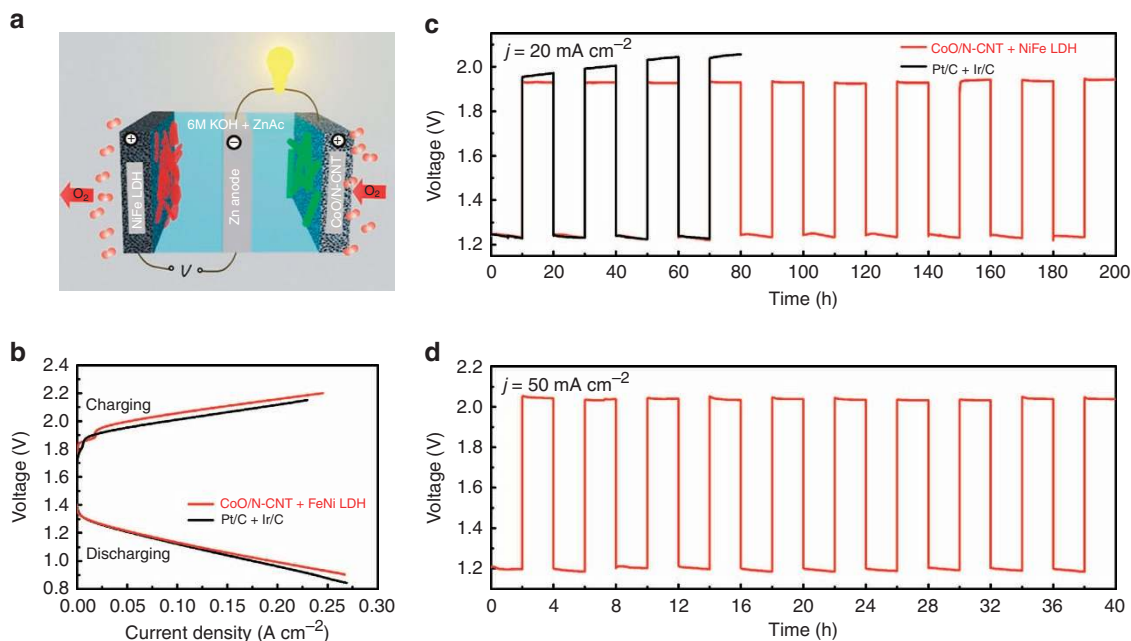 a
6M KOH + ZnAc
+
−
+
NiFe LDH
Zn anode
CoO/N-CNT
O2
O2
V
b
2.4
2.2
2.0
1.8
1.6
1.4
1.2
1.0
0.8
Voltage (V)
Charging
CoO/N-CNT + FeNi LDH
Pt/C + Ir/C
Discharging
0.00 0.05 0.10 0.15 0.20 0.25 0.30
Current density (A cm−2)
c
j = 20 mA cm−2
CoO/N-CNT + NiFe LDH
Pt/C + Ir/C
2.0
1.8
1.6
1.4
1.2
Voltage (V)
0 20 40 60 80 100 120 140 160 180 200
Time (h)
d
j = 50 mA cm−2
2.2
2.0
1.8
1.6
1.4
1.2
Voltage (V)
0 4 8 12 16 20 24 28 32 36 40
Time (h)